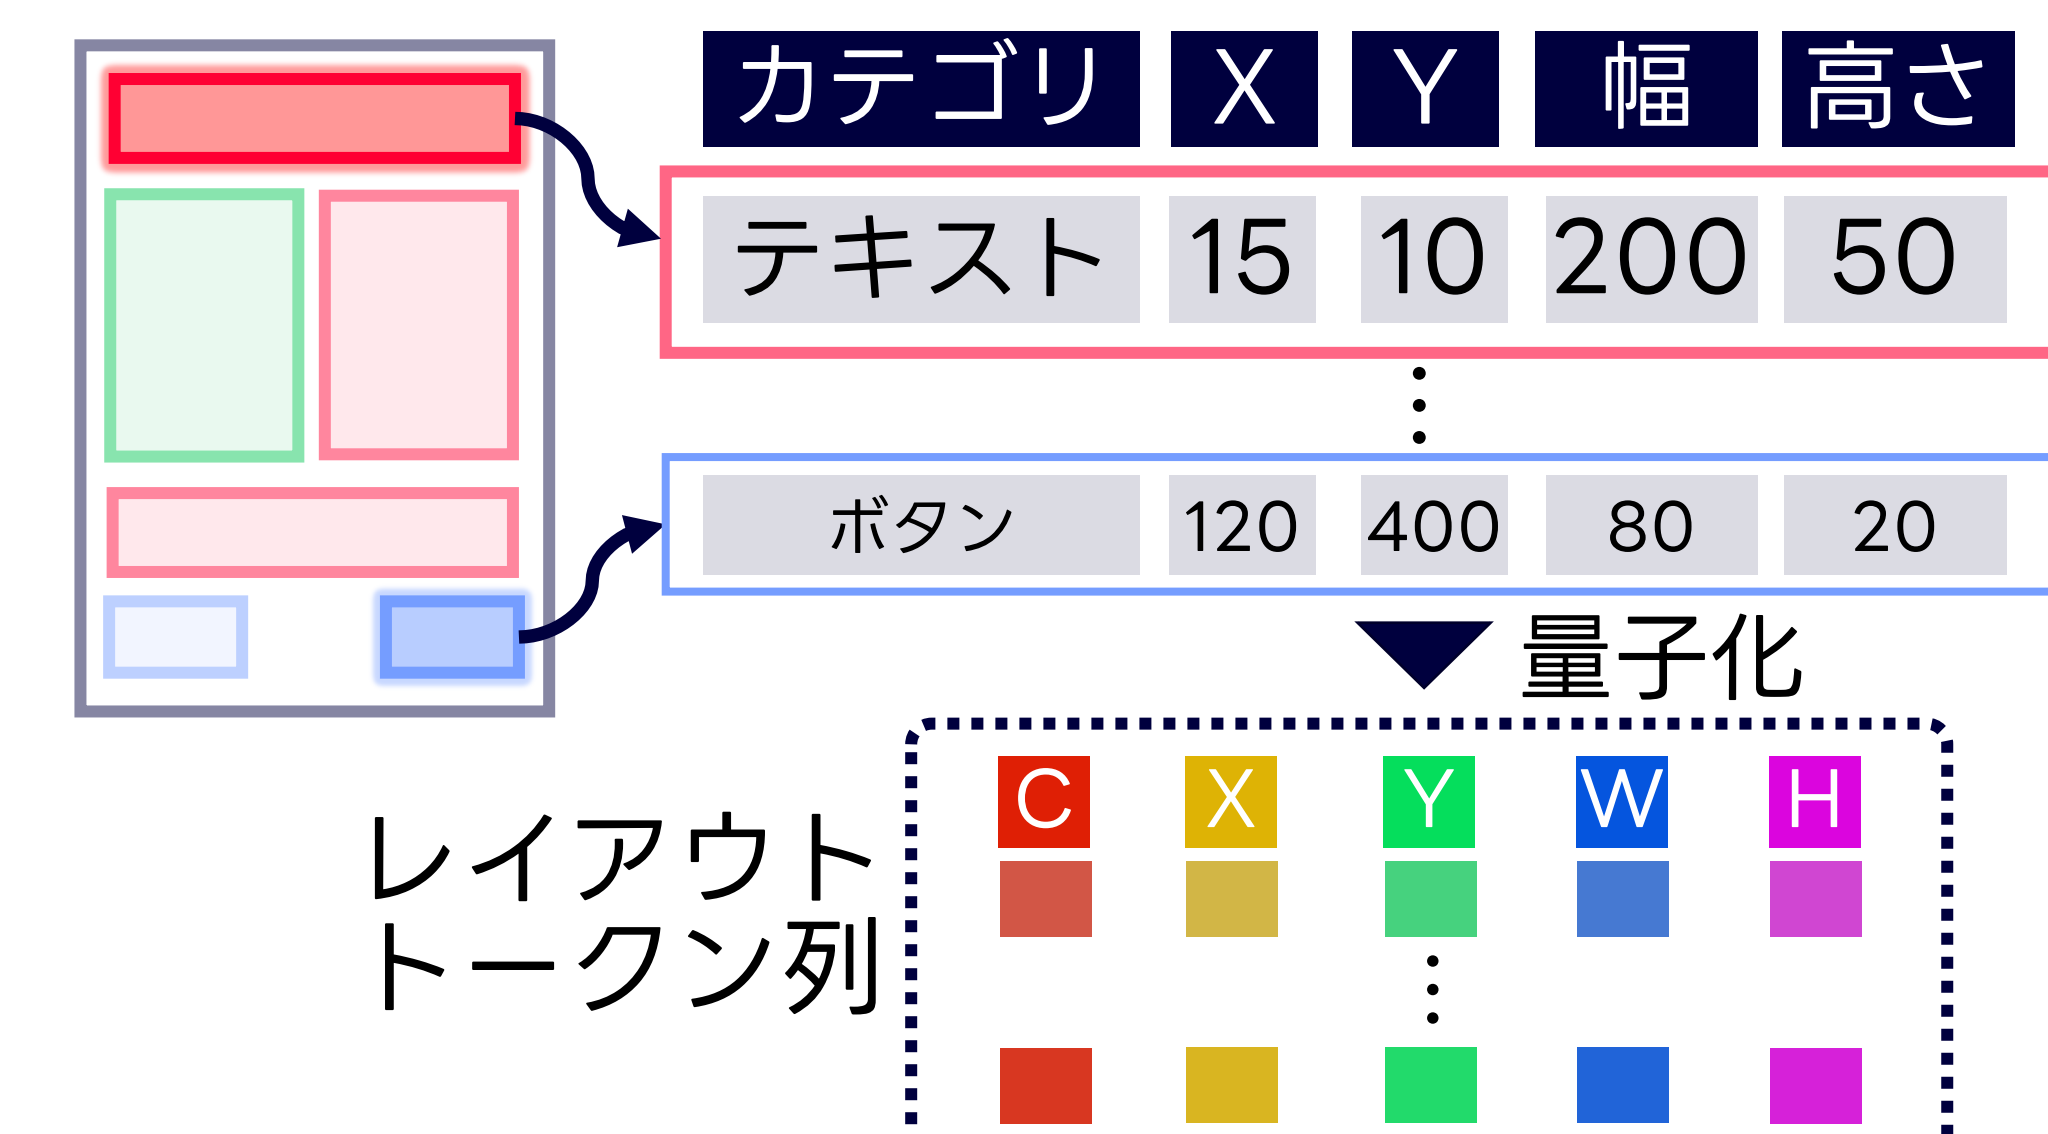 カテゴリ X Y 幅 高さ
テキスト 15 10 200 50
ボタン 120 400 80 20
量子化
C X Y W H
レイアウト
トークン列